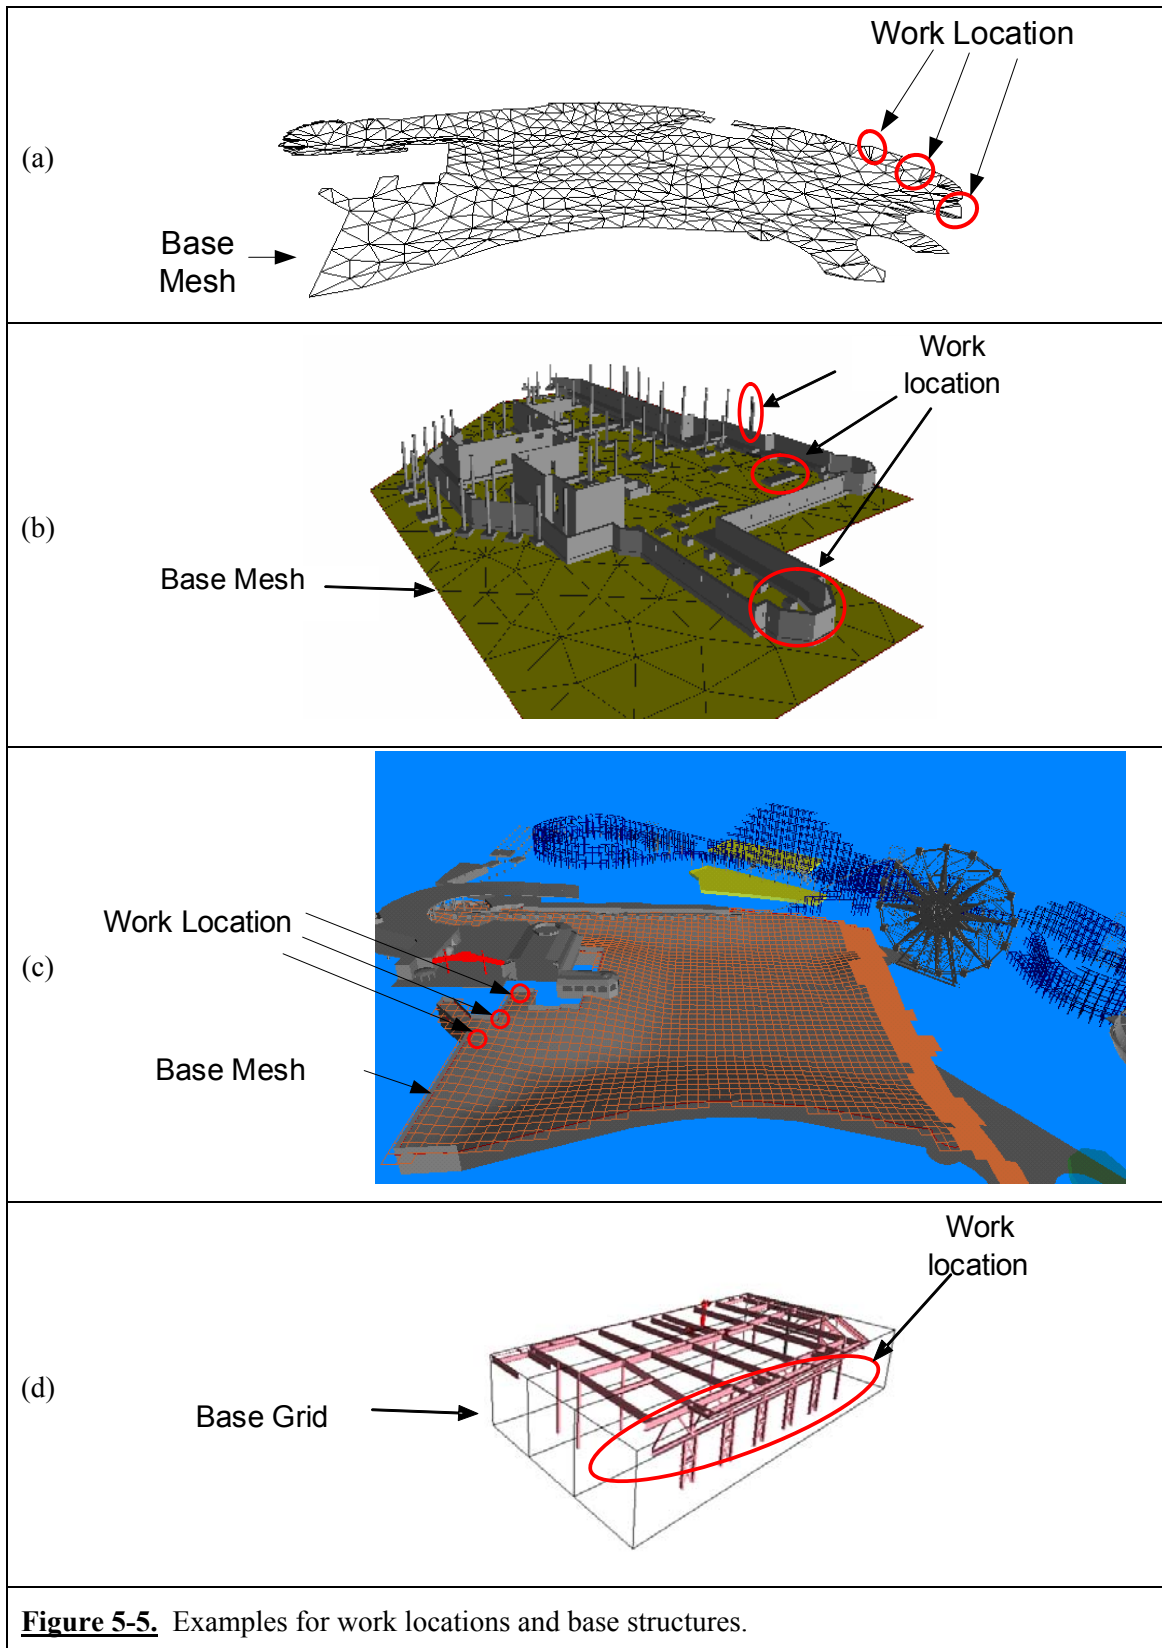 Work Location
(a)
Base
Mesh
Work
location
(b)
Base Mesh
Work Location
(c)
Base Mesh
Work
location
(d)
Base Grid
Figure 5-5. Examples for work locations and base structures.